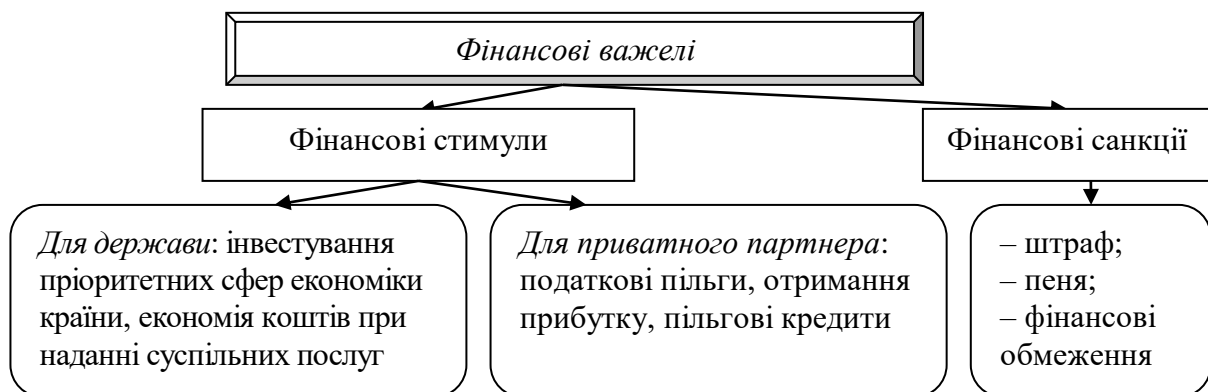 Фінансові важелі
Фінансові стимули
Фінансові санкції
Для держави: інвестування
пріоритетних сфер економіки
країни, економія коштів при
наданні суспільних послуг
Для приватного партнера:
податкові пільги, отримання
прибутку, пільгові кредити
– штраф;
– пеня;
– фінансові
обмеження